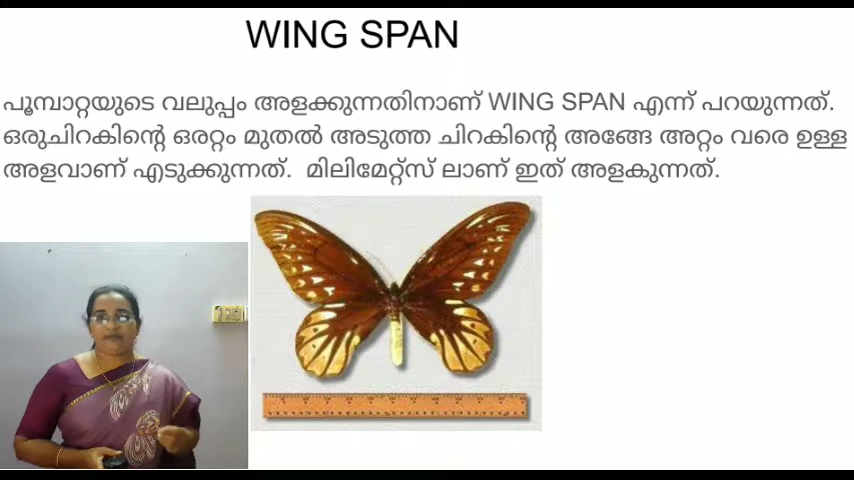 WING SPAN
പൂമ്പാറ്റയുടെ വലുപ്പം അളക്കുന്നതിനാണ് WING SPAN എന്ന് പറയുന്നത്.
ഒരുചിറകിന്റെ ഒരറ്റം മുതൽ അടുത്ത ചിറകിന്റെ അങ്ങേ അറ്റം വരെ ഉള്ള
അളവാണ് എടുക്കുന്നത്. മിലിമേറ്റ്സ് ലാണ് ഇത് അളകുന്നത്.